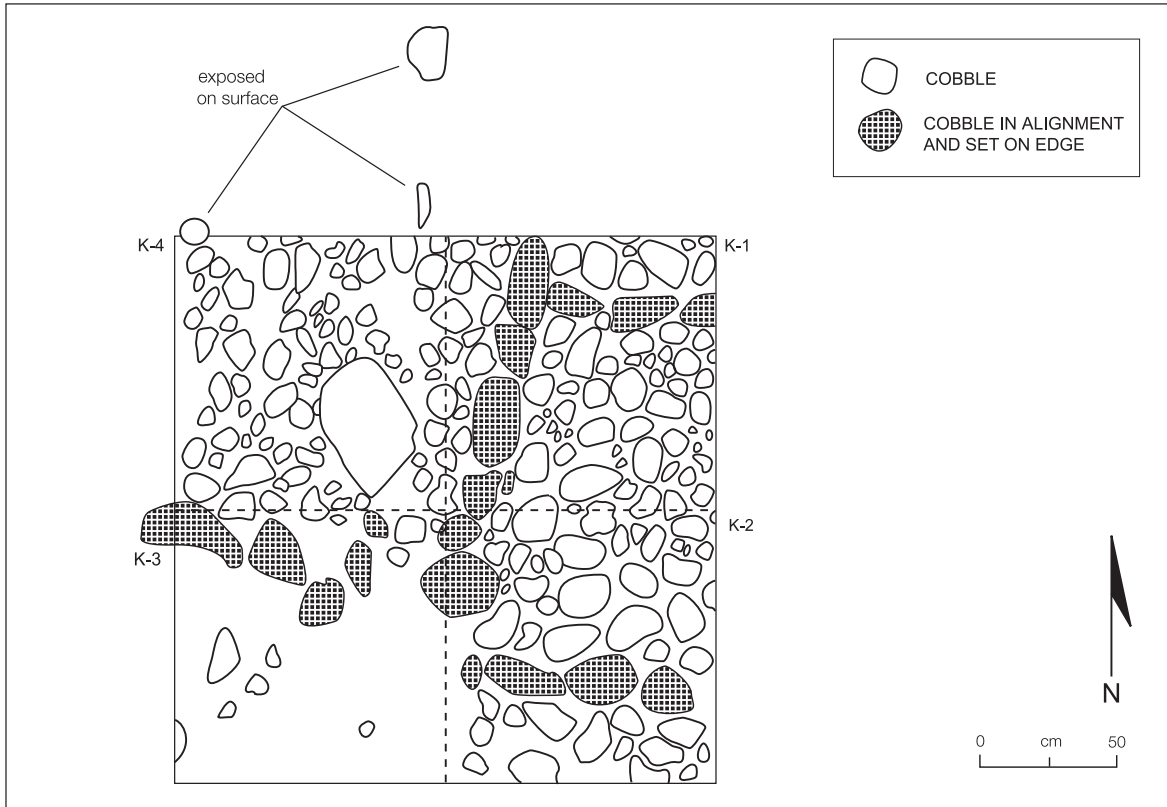 exposed
on surface
COBBLE
COBBLE IN ALIGNMENT
AND SET ON EDGE
K-4
K-1
K-2
K-3
N
0 cm 50